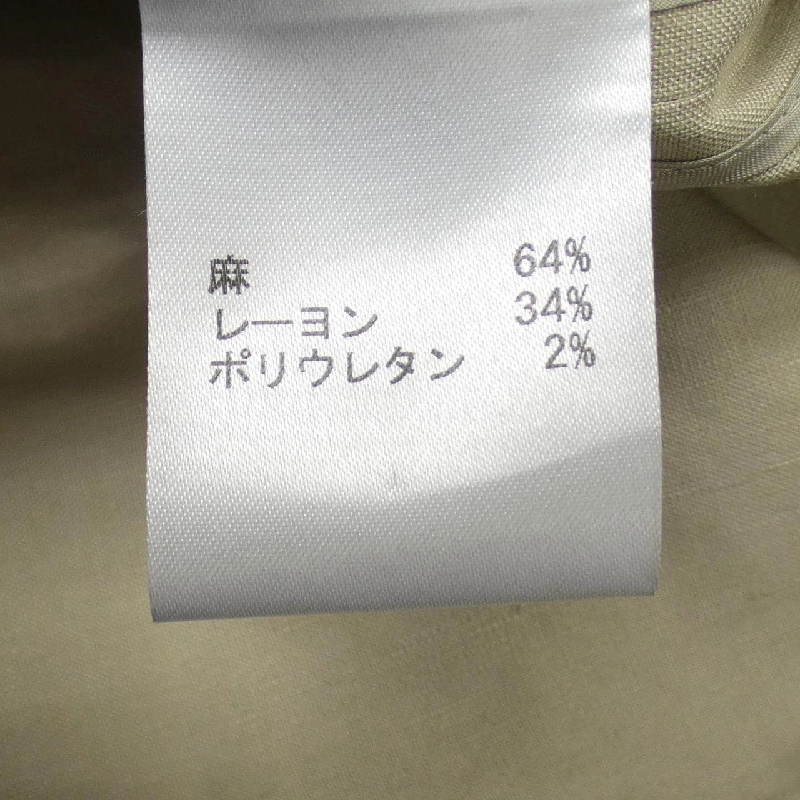 麻 64%
レーヨン 34%
ポリウレタン 2%